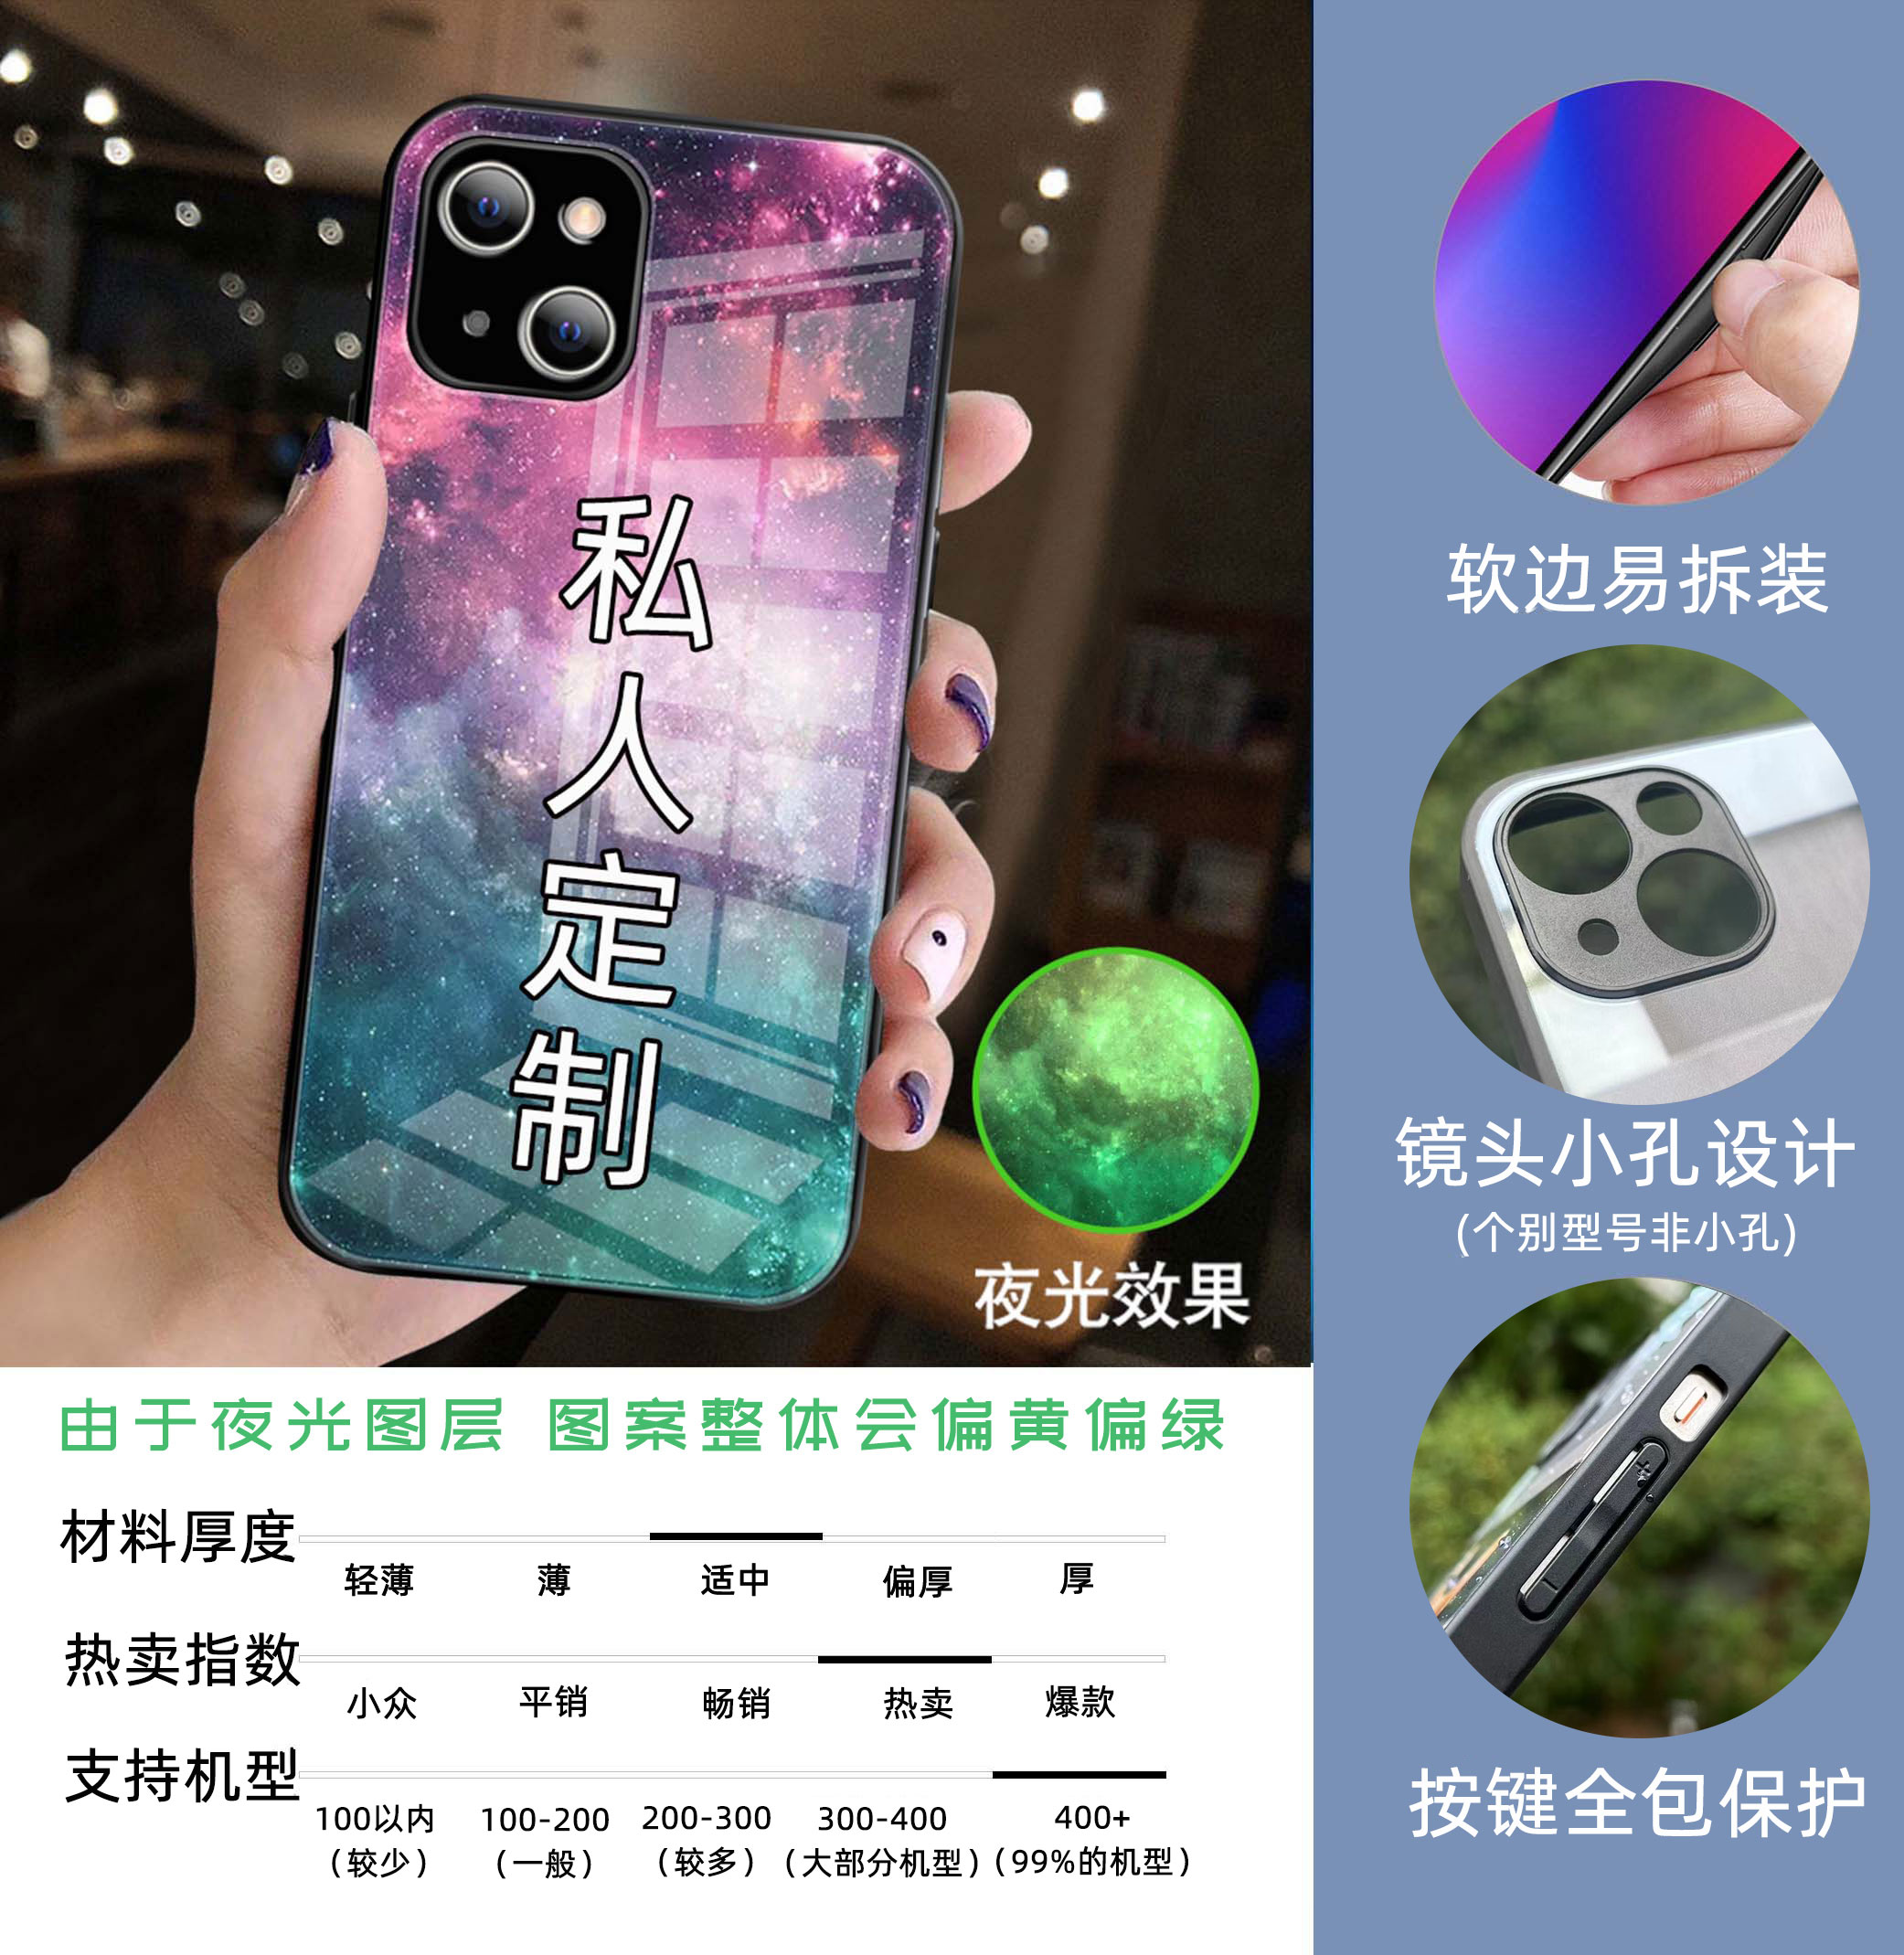 私人定制
夜光效果
软边易拆装
镜头小孔设计
(个别型号非小孔)
按键全包保护
由于夜光图层 图案整体会偏黄偏绿
材料厚度
轻薄 薄 适中 偏厚 厚
热卖指数
小众 平销 畅销 热卖 爆款
支持机型
100以内 100-200 200-300 300-400 400+
(较少) (一般) (较多) (大部分机型) (99%的机型)